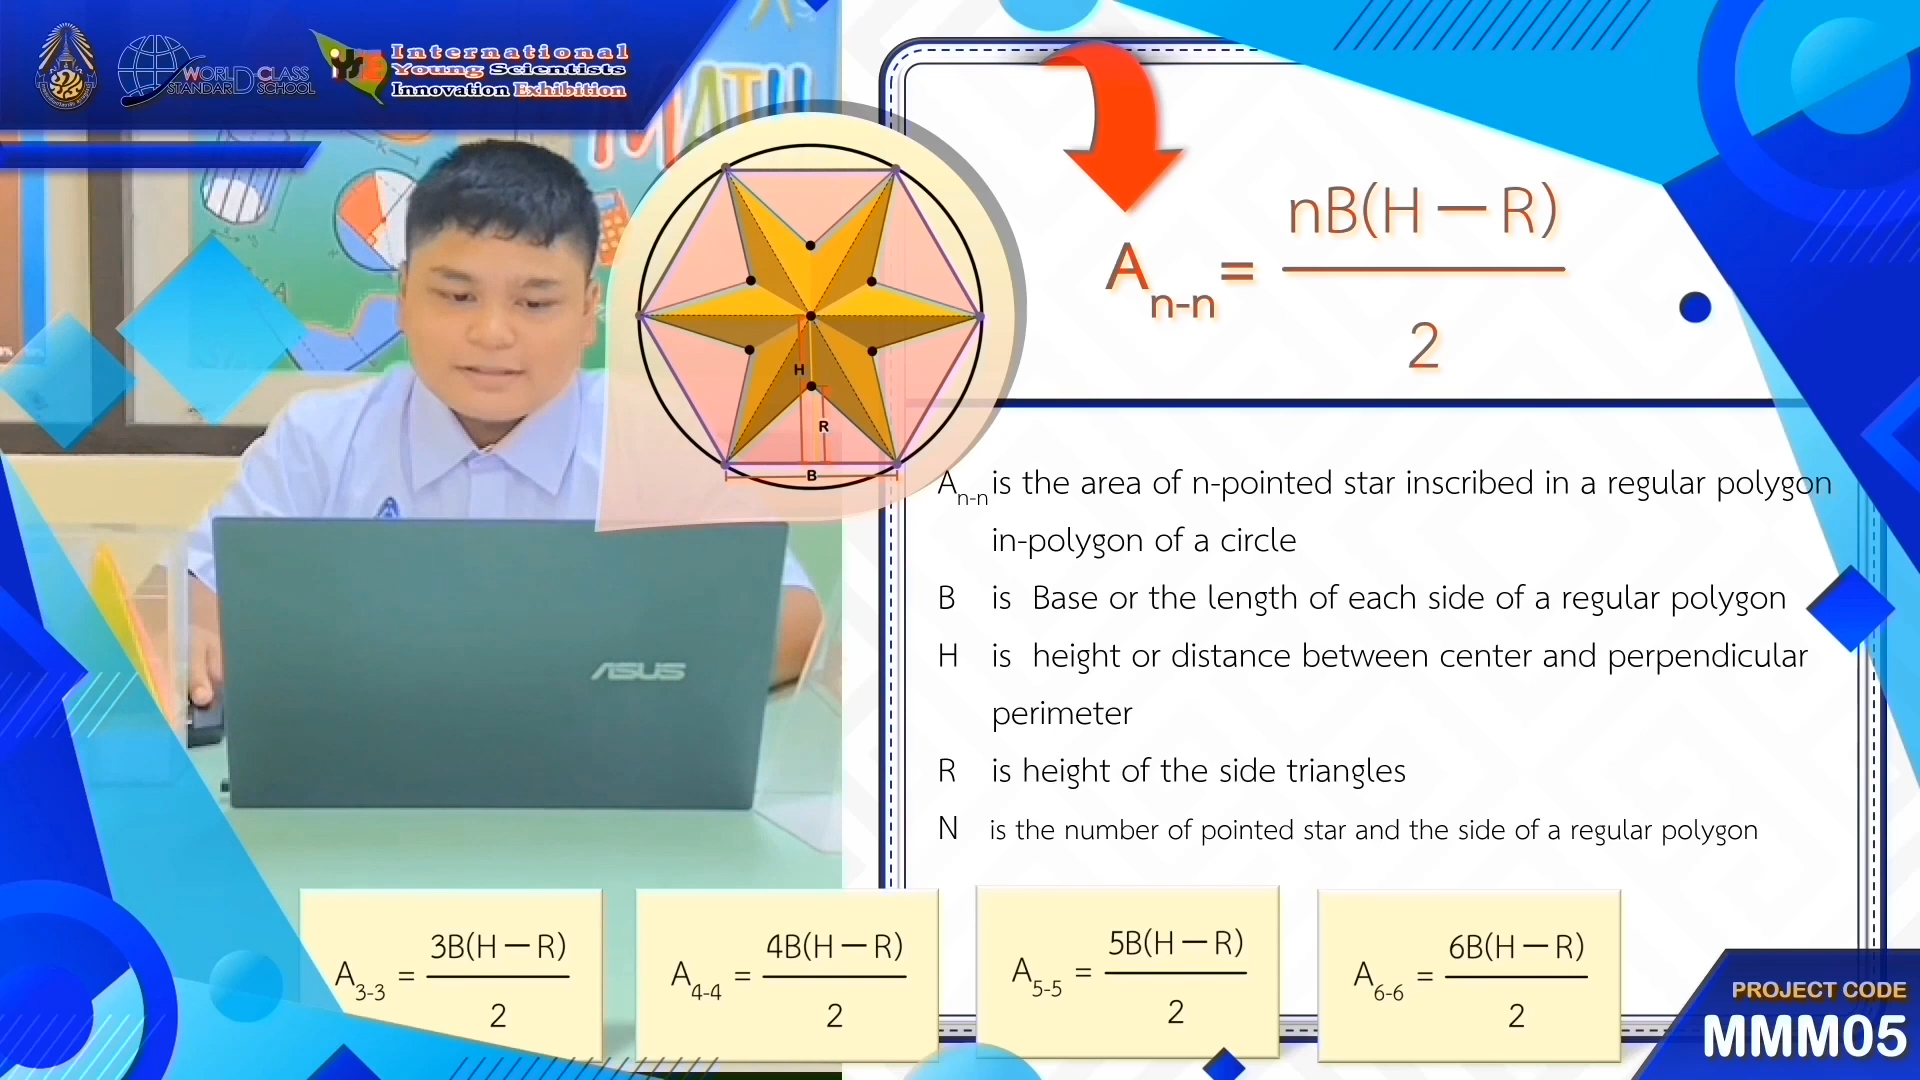 WORLD-CLASS
STANDARD SCHOOL
International
Young Scientists
Innovation Exhibition
MATH
H
R
B
A n-n = nB(H − R)
2
A n-n is the area of n-pointed star inscribed in a regular polygon
in-polygon of a circle
B is Base or the length of each side of a regular polygon
H is height or distance between center and perpendicular
perimeter
R is height of the side triangles
N is the number of pointed star and the side of a regular polygon
A 3-3 = 3B(H − R)
2
A 4-4 = 4B(H − R)
2
A 5-5 = 5B(H − R)
2
A 6-6 = 6B(H − R)
2
ASUS
PROJECT CODE
MMM05